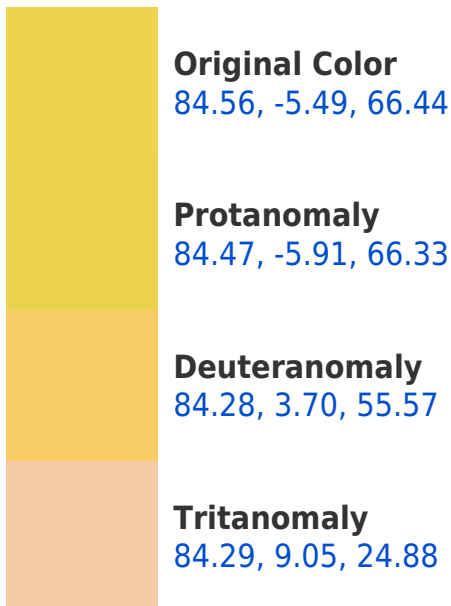 Original Color
84.56, -5.49, 66.44
Protanomaly
84.47, -5.91, 66.33
Deuteranomaly
84.28, 3.70, 55.57
Tritanomaly
84.29, 9.05, 24.88